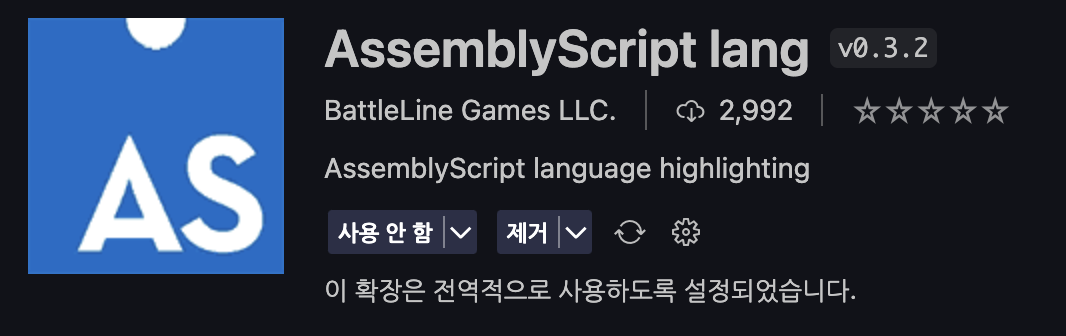 AS
AssemblyScript lang v0.3.2
BattleLine Games LLC. 2,992
AssemblyScript language highlighting
사용 안 함 제거
이 확장은 전역적으로 사용하도록 설정되었습니다.